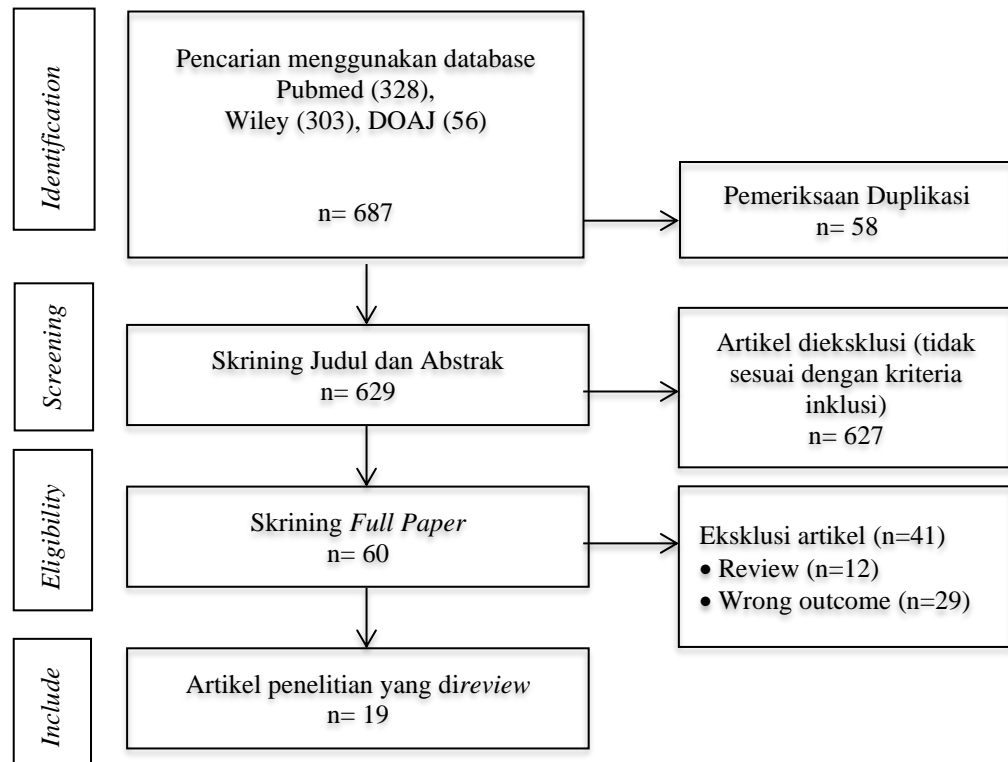 Identification
Pencarian menggunakan database
Pubmed (328),
Wiley (303), DOAJ (56)
n= 687
Pemeriksaan Duplikasi
n= 58
Screening
Skrining Judul dan Abstrak
n= 629
Artikel dieksklusi (tidak
sesuai dengan kriteria
inklusi)
n= 627
Eligibility
Skrining Full Paper
n= 60
Eksklusi artikel (n=41)
• Review (n=12)
• Wrong outcome (n=29)
Include
Artikel penelitian yang direview
n= 19